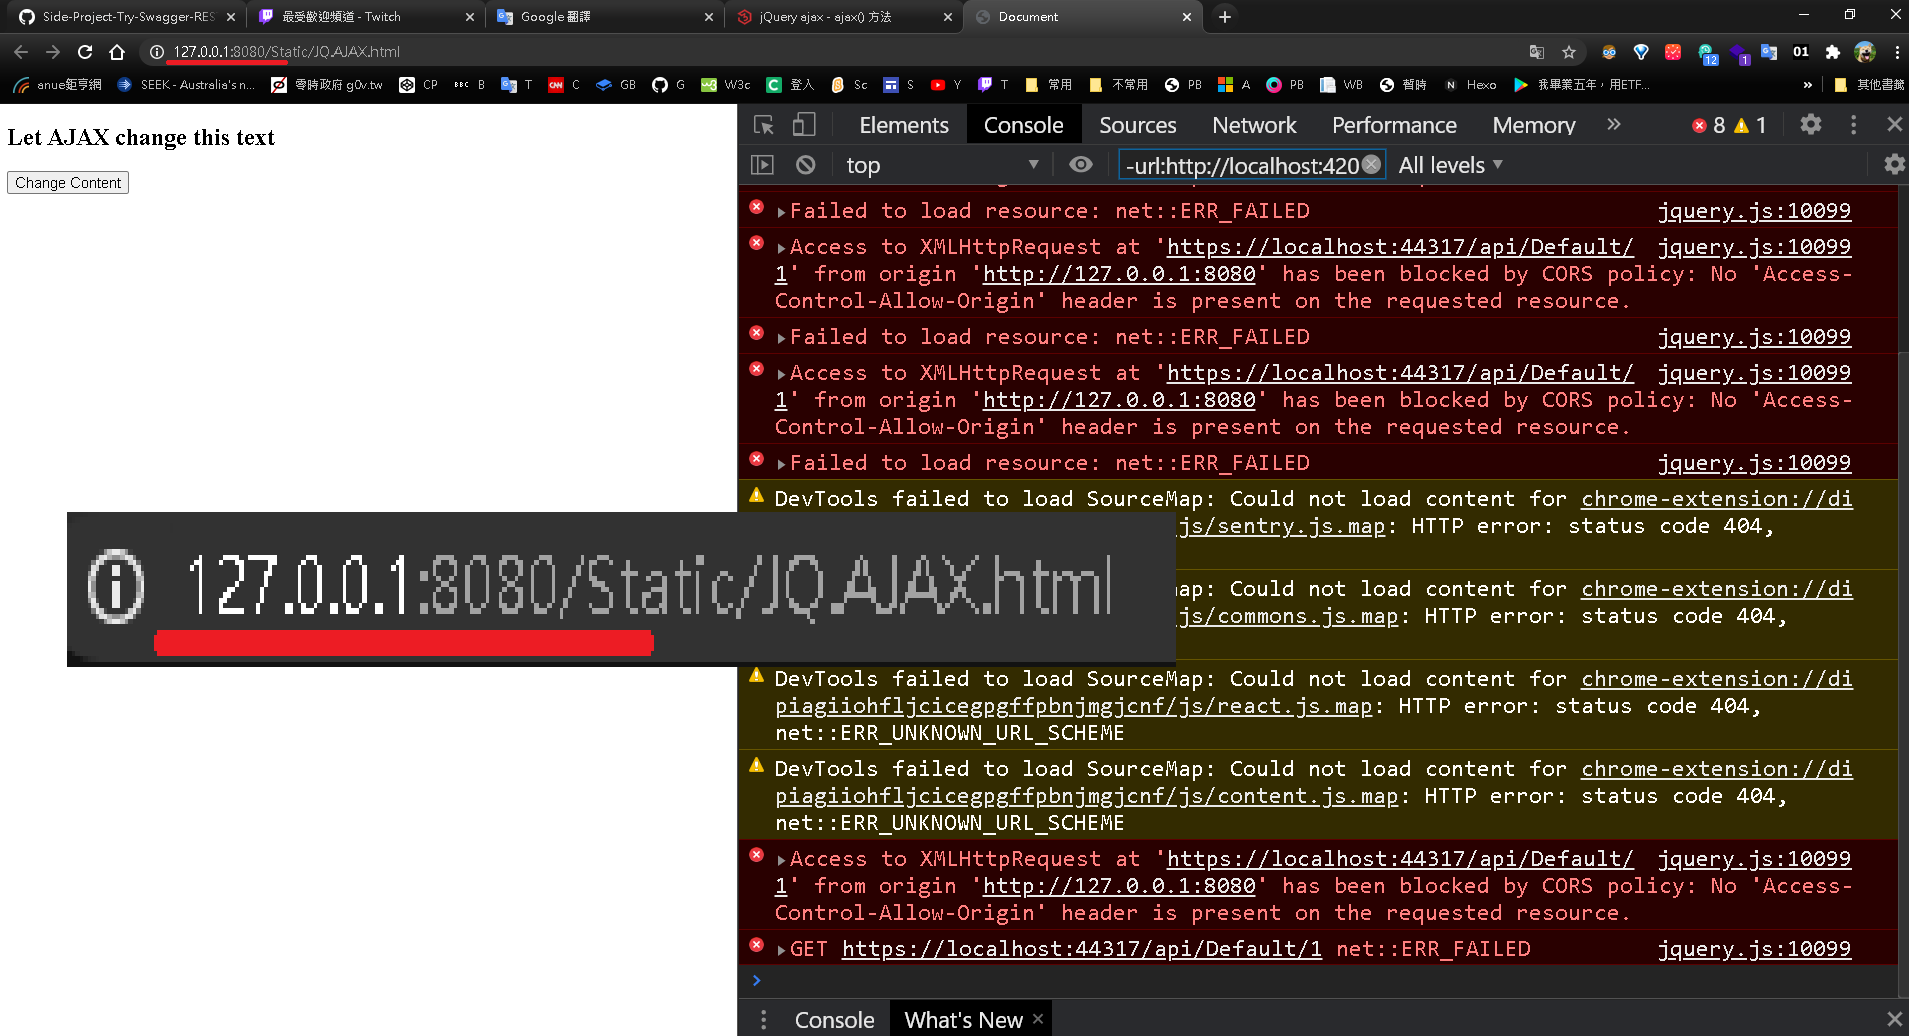 Side-Project-Try-Swagger-RES
最受歡迎頻道 - Twitch
Google 翻譯
jQuery ajax - ajax() 方法
Document
127.0.0.1:8080/Static/JQ.AJAX.html
12
1
01
anue鉅亨網
SEEK - Australia's n...
零時政府 g0v.tw
CP
BBC B
T
CNN C
GB
G
W3c
登入
Sc
S
Y
T
常用
不常用
PB
A
PB
WB
暫時
N Hexo
我畢業五年，用ETF...
»
其他書籤
Let AJAX change this text
Change Content
Elements Console Sources Network Performance Memory » 8 1
top -url:http://localhost:420 All levels
Failed to load resource: net::ERR_FAILED jquery.js:10099
Access to XMLHttpRequest at 'https://localhost:44317/api/Default/ jquery.js:10099
1' from origin 'http://127.0.0.1:8080' has been blocked by CORS policy: No 'Access-
Control-Allow-Origin' header is present on the requested resource.
Failed to load resource: net::ERR_FAILED jquery.js:10099
Access to XMLHttpRequest at 'https://localhost:44317/api/Default/ jquery.js:10099
1' from origin 'http://127.0.0.1:8080' has been blocked by CORS policy: No 'Access-
Control-Allow-Origin' header is present on the requested resource.
Failed to load resource: net::ERR_FAILED jquery.js:10099
DevTools failed to load SourceMap: Could not load content for chrome-extension://di
js/sentry.js.map: HTTP error: status code 404,
ap: Could not load content for chrome-extension://di
js/commons.js.map: HTTP error: status code 404,
127.0.0.1:8080/Static/JQ.AJAX.html
DevTools failed to load SourceMap: Could not load content for chrome-extension://di
piagiiohfljcicegpgffpbnjmgjcnf/js/react.js.map: HTTP error: status code 404,
net::ERR_UNKNOWN_URL_SCHEME
DevTools failed to load SourceMap: Could not load content for chrome-extension://di
piagiiohfljcicegpgffpbnjmgjcnf/js/content.js.map: HTTP error: status code 404,
net::ERR_UNKNOWN_URL_SCHEME
Access to XMLHttpRequest at 'https://localhost:44317/api/Default/ jquery.js:10099
1' from origin 'http://127.0.0.1:8080' has been blocked by CORS policy: No 'Access-
Control-Allow-Origin' header is present on the requested resource.
GET https://localhost:44317/api/Default/1 net::ERR_FAILED jquery.js:10099
Console What's New